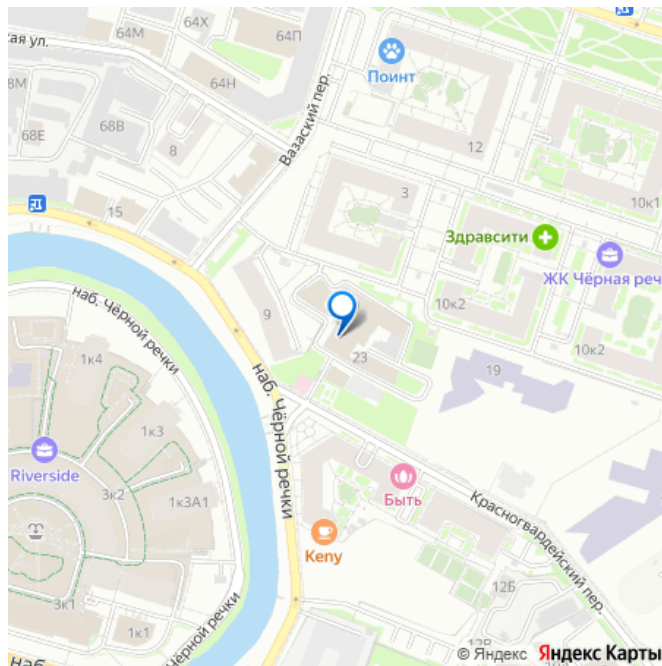 64М
64Х
64П
ая ул.
Поинт
8М
64Н
Вазаский пер.
68В
68Е
8
12
3
10к1
15
Здравсити
ЖК Чёрная реч
наб. Чёрной речки
9
10к2
23
10к2
19
1к4
наб. Чёрной речки
1к3
Riverside
3к2
1к3А1
Быть
Красногвардейский пер.
Keny
12Б
3к1
1к1
Чёрной речки
12В
наб
© Яндекс Яндекс Карты